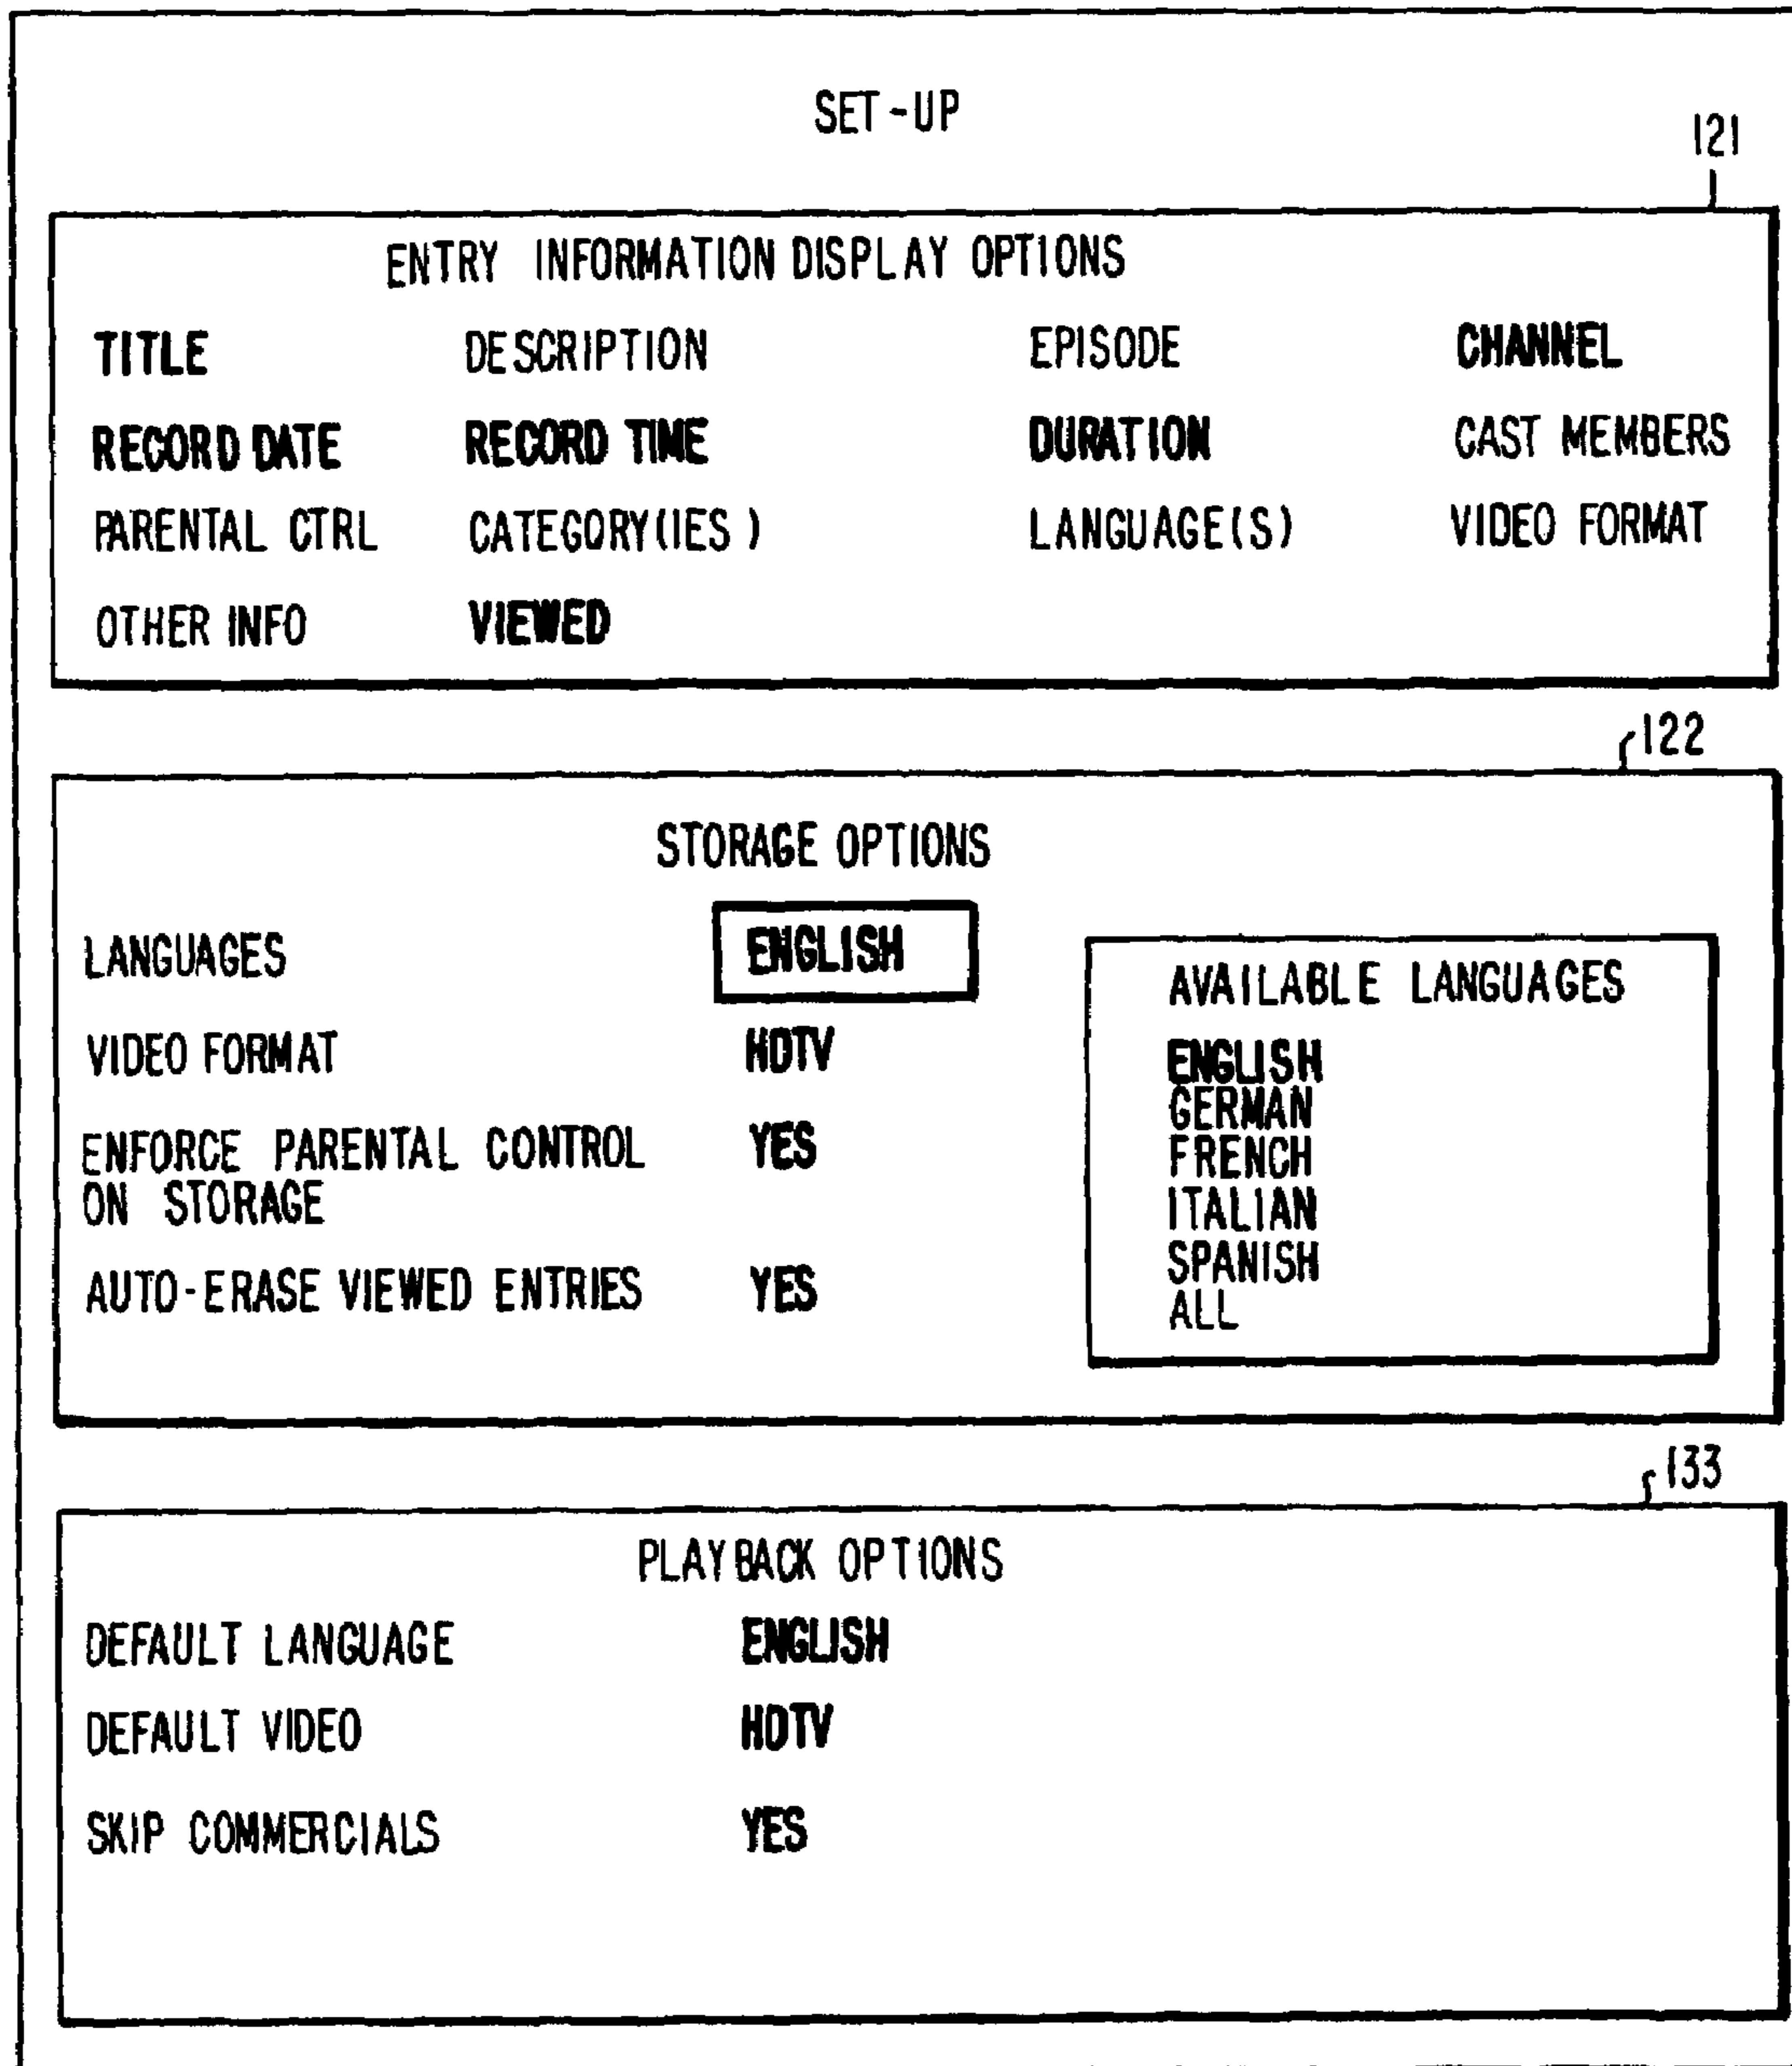 SET-UP
121
ENTRY INFORMATION DISPLAY OPTIONS
TITLE DESCRIPTION EPISODE CHANNEL
RECORD DATE RECORD TIME DURATION CAST MEMBERS
PARENTAL CTRL CATEGORY(IES) LANGUAGE(S) VIDEO FORMAT
OTHER INFO VIEWED
122
STORAGE OPTIONS
LANGUAGES ENGLISH
VIDEO FORMAT HDTV
ENFORCE PARENTAL CONTROL YES
ON STORAGE
AUTO-ERASE VIEWED ENTRIES YES
AVAILABLE LANGUAGES
ENGLISH
GERMAN
FRENCH
ITALIAN
SPANISH
ALL
133
PLAYBACK OPTIONS
DEFAULT LANGUAGE ENGLISH
DEFAULT VIDEO HDTV
SKIP COMMERCIALS YES